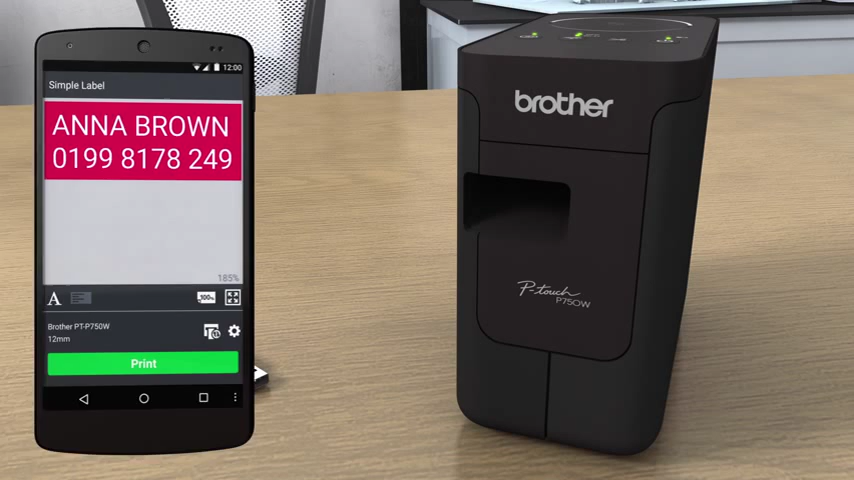 12:00
Simple Label
ANNA BROWN
0199 8178 249
185%
A
100%
Brother PT-P750W
12mm
Print
brother
P-touch
P750W